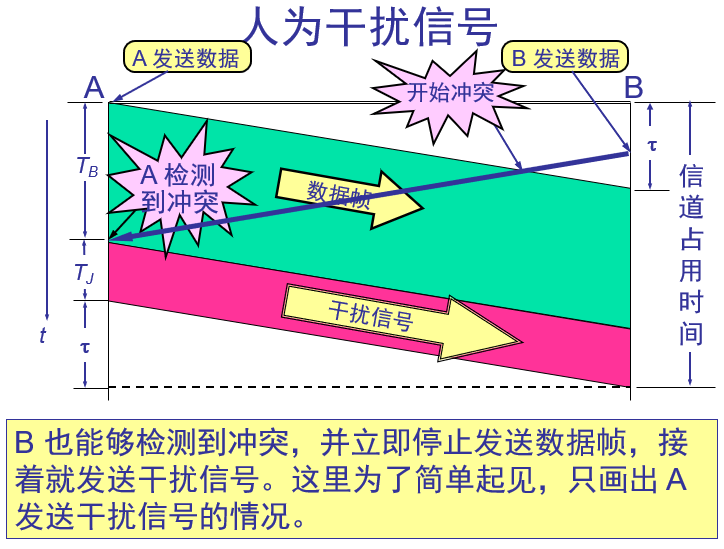 人为干扰信号
A 发送数据
B 发送数据
A
B
开始冲突
τ
TB
A 检测
到冲突
数据帧
信道占用时间
TJ
干扰信号
t
τ
B 也能够检测到冲突，并立即停止发送数据帧，接
着就发送干扰信号。这里为了简单起见，只画出 A
发送干扰信号的情况。